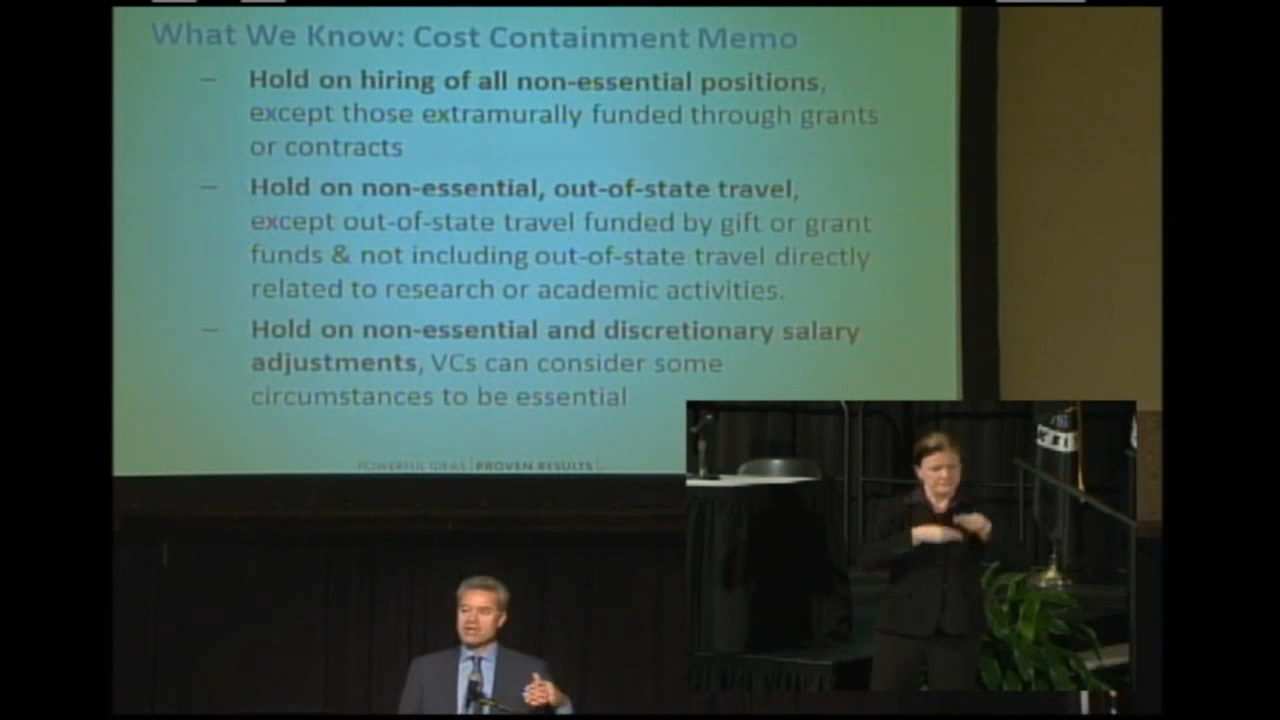 What We Know: Cost Containment Memo
– Hold on hiring of all non-essential positions,
except those extramurally funded through grants
or contracts
– Hold on non-essential, out-of-state travel,
except out-of-state travel funded by gift or grant
funds & not including out-of-state travel directly
related to research or academic activities.
– Hold on non-essential and discretionary salary
adjustments, VCs can consider some
circumstances to be essential
POWERFUL IDEAS | PROVEN RESULTS